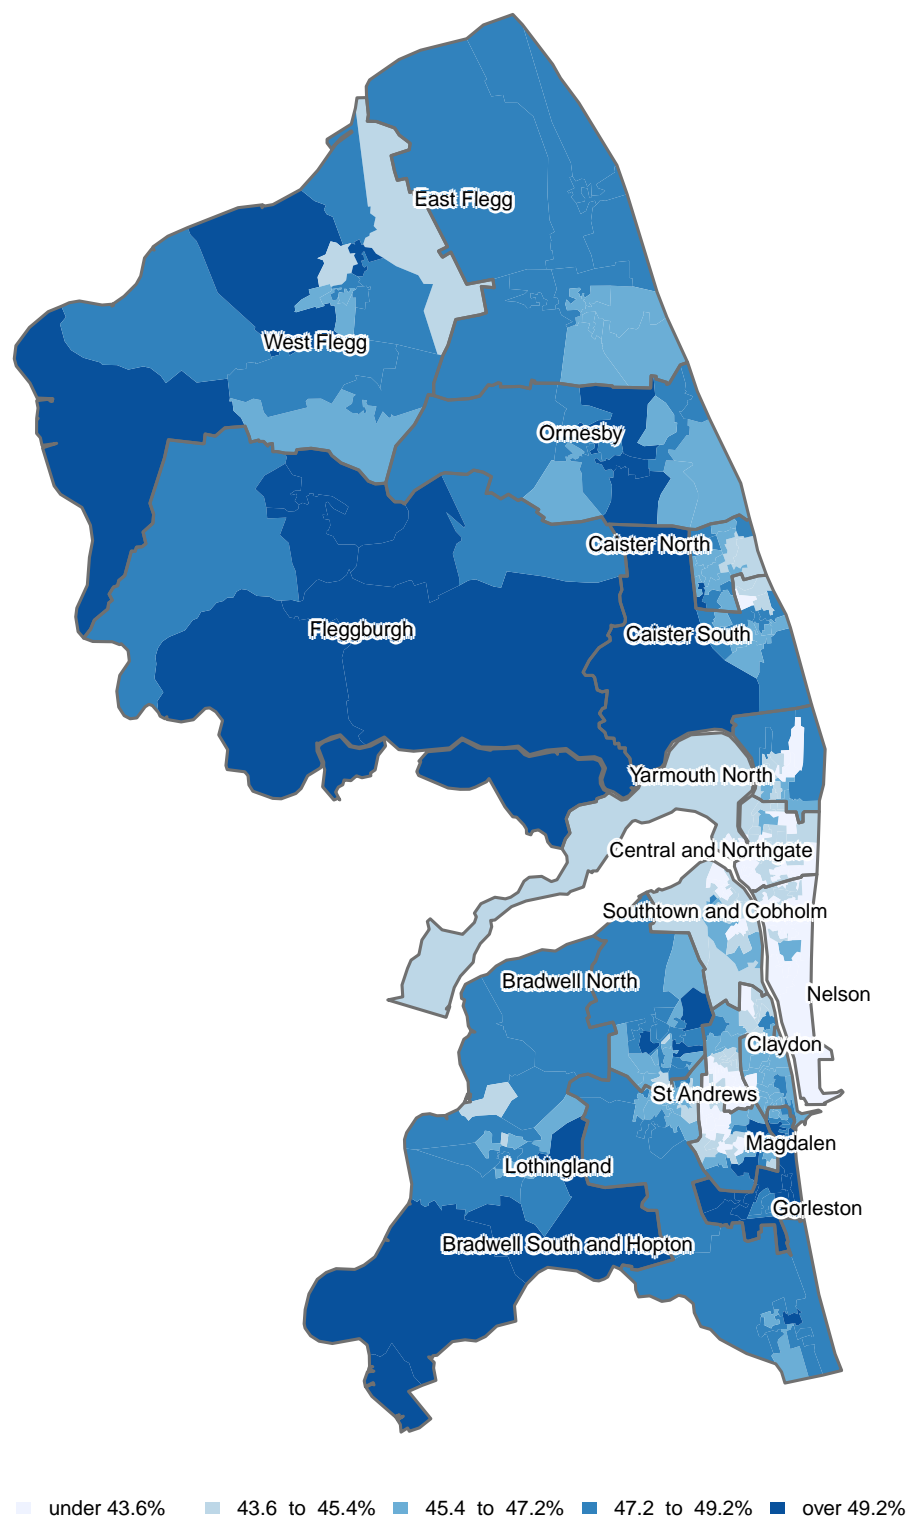 East Flegg
West Flegg
Ormesby
Caister North
Fleggburgh
Caister South
Yarmouth North
Central and Northgate
Southtown and Cobholm
Bradwell North
Nelson
Claydon
St Andrews
Magdalen
Lothingland
Gorleston
Bradwell South and Hopton
under 43.6% 43.6 to 45.4% 45.4 to 47.2% 47.2 to 49.2% over 49.2%